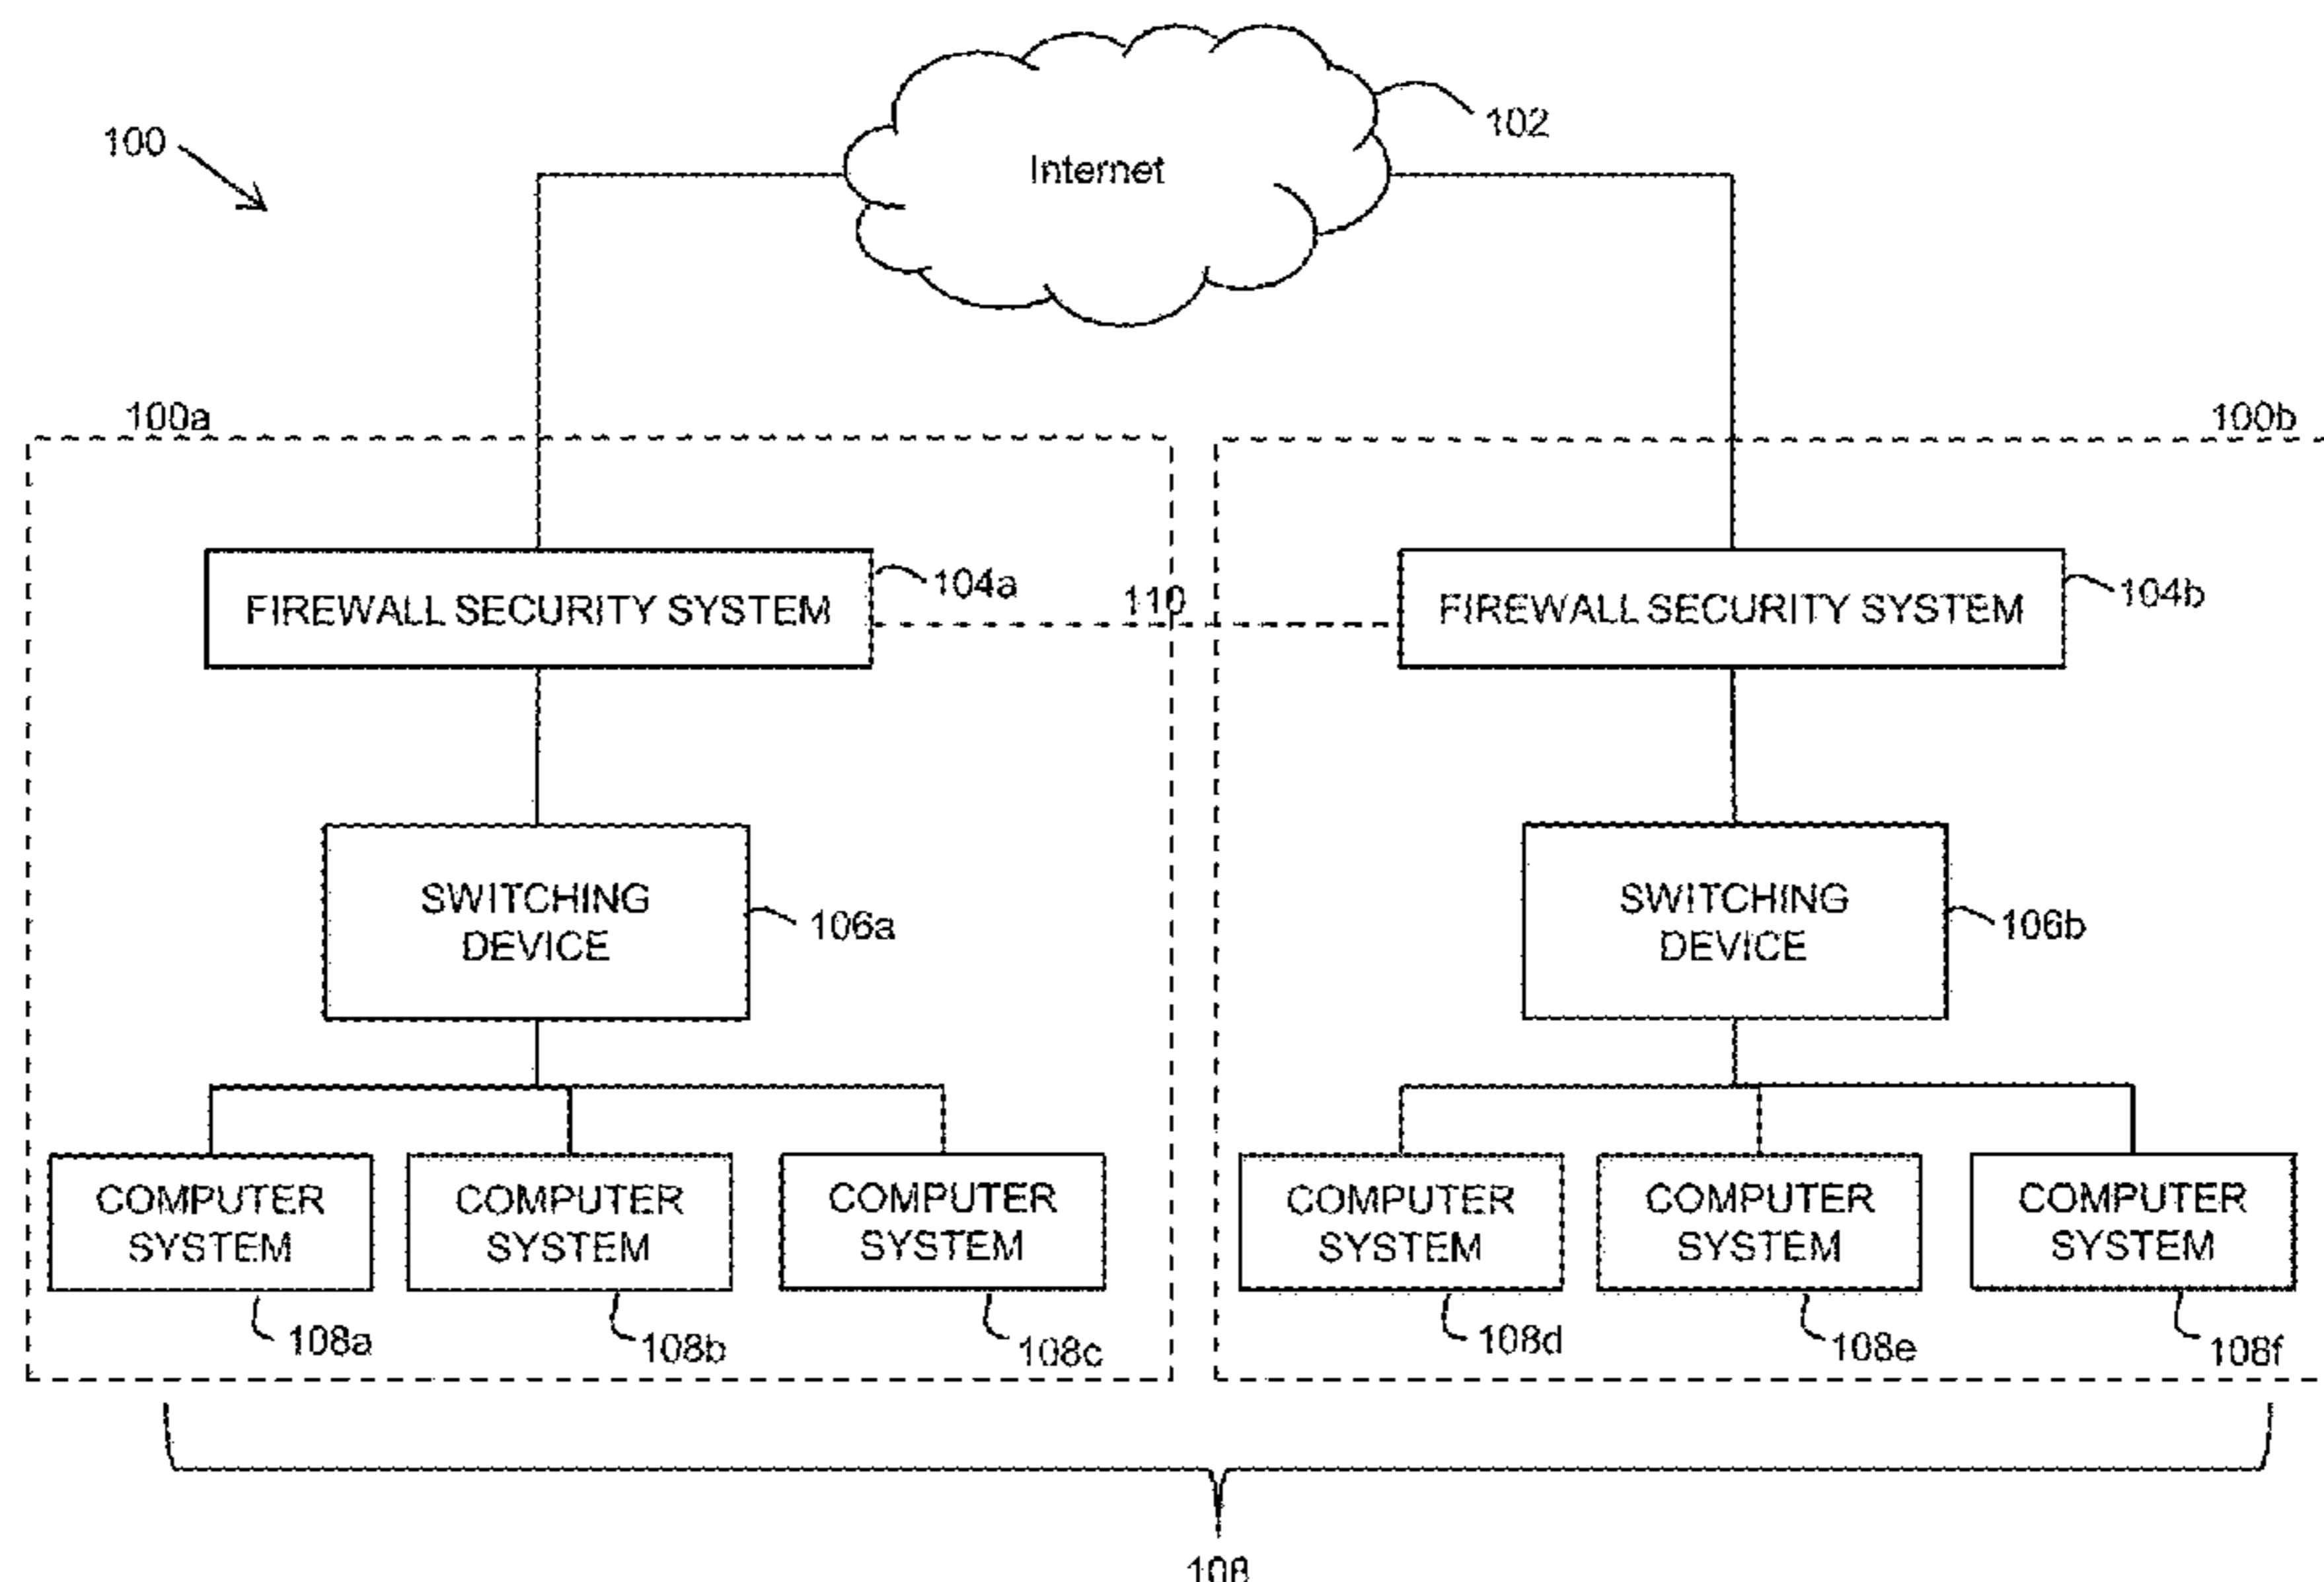 102
100
Internet
100a
100b
104a
FIREWALL SECURITY SYSTEM
110
FIREWALL SECURITY SYSTEM
104b
SWITCHING
DEVICE
106a
SWITCHING
DEVICE
106b
COMPUTER
SYSTEM
COMPUTER
SYSTEM
COMPUTER
SYSTEM
COMPUTER
SYSTEM
COMPUTER
SYSTEM
COMPUTER
SYSTEM
108a
108b
108c
108d
108e
108f
108